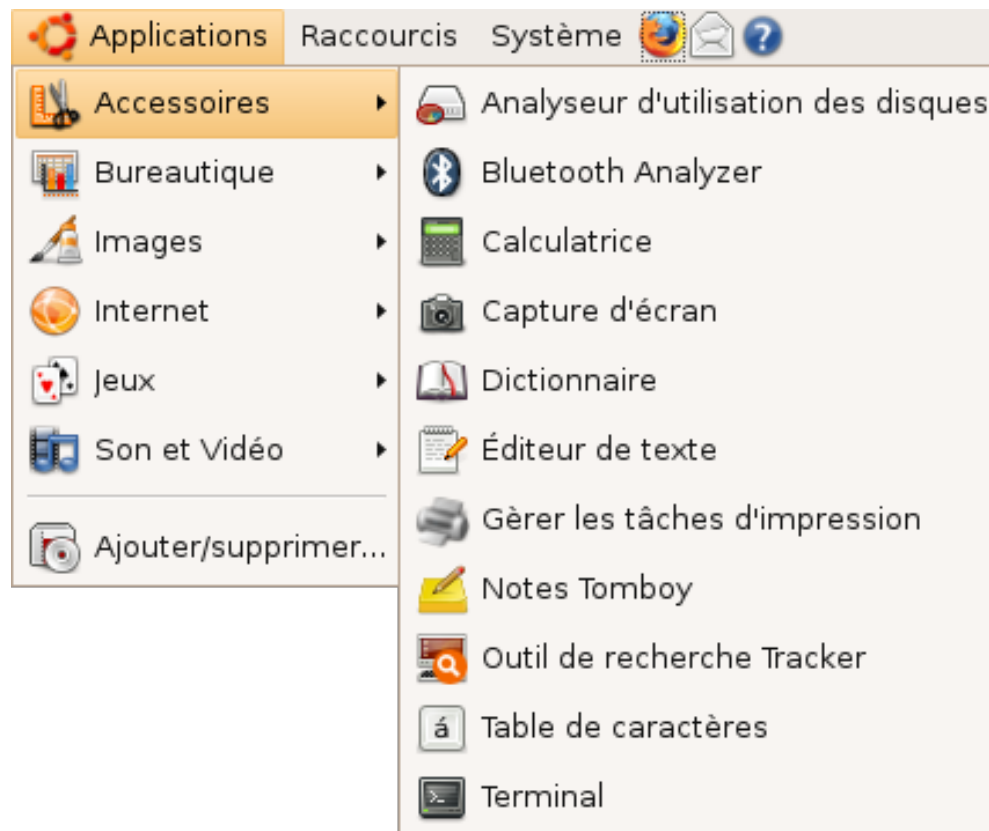 Applications Raccourcis Système
Accessoires
Bureautique
Images
Internet
Jeux
Son et Vidéo
Ajouter/supprimer...
Analyseur d'utilisation des disques
Bluetooth Analyzer
Calculatrice
Capture d'écran
Dictionnaire
Éditeur de texte
Gèrer les tâches d'impression
Notes Tomboy
Outil de recherche Tracker
á Table de caractères
Terminal